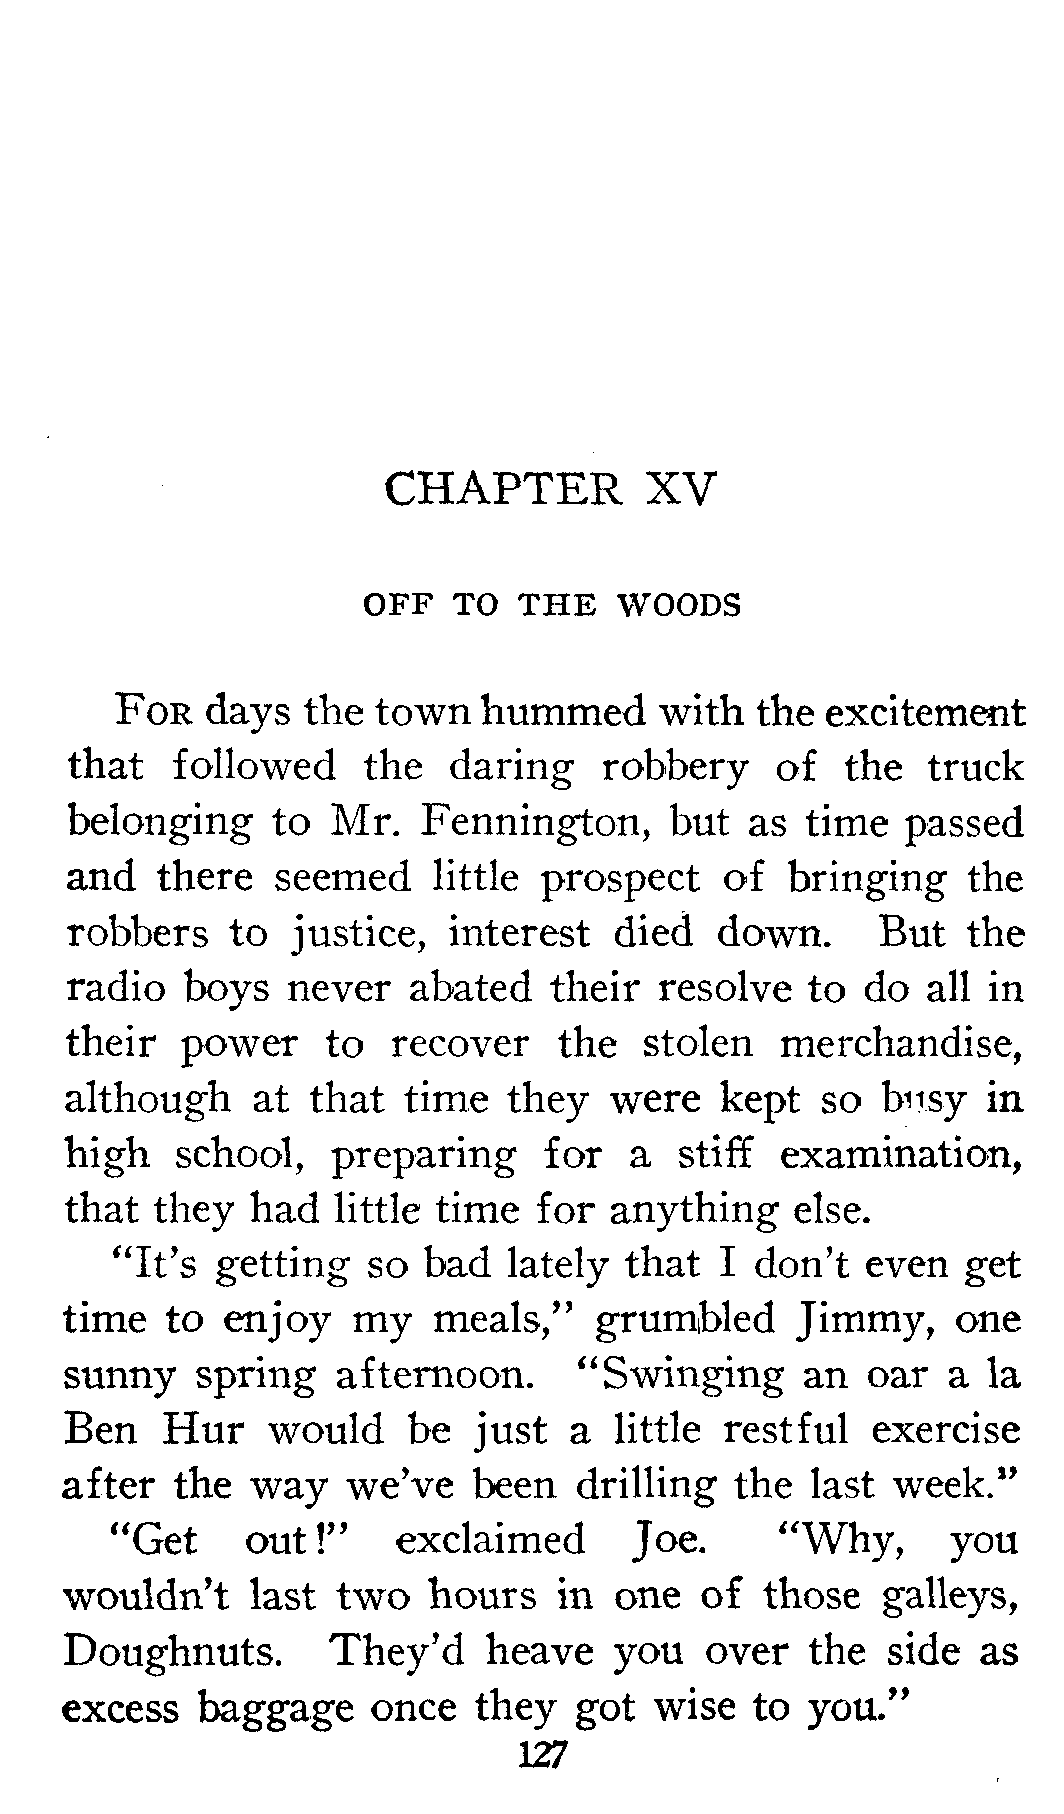 CHAPTER XV
OFF TO THE WOODS
FOR days the town hummed with the excitement
that followed the daring robbery of the truck
belonging to Mr. Fennington, but as time passed
and there seemed little prospect of bringing the
robbers to justice, interest died down. But the
radio boys never abated their resolve to do all in
their power to recover the stolen merchandise,
although at that time they were kept so busy in
high school, preparing for a stiff examination,
that they had little time for anything else.
"It's getting so bad lately that I don't even get
time to enjoy my meals," grumbled Jimmy, one
sunny spring afternoon. "Swinging an oar a la
Ben Hur would be just a little restful exercise
after the way we've been drilling the last week."
"Get out!" exclaimed Joe. "Why, you
wouldn't last two hours in one of those galleys,
Doughnuts. They'd heave you over the side as
excess baggage once they got wise to you."
127